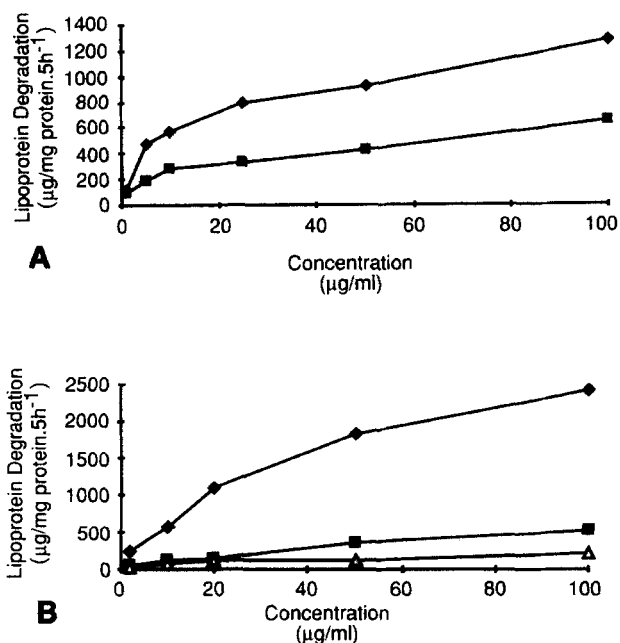 Lipoprotein Degradation
(µg/mg protein.5h⁻¹)
1400
1200
1000
800
600
400
200
0
0 20 40 60 80 100
Concentration
(µg/ml)
A
Lipoprotein Degradation
(µg/mg protein.5h⁻¹)
2500
2000
1500
1000
500
0
0 20 40 60 80 100
Concentration
(µg/ml)
B